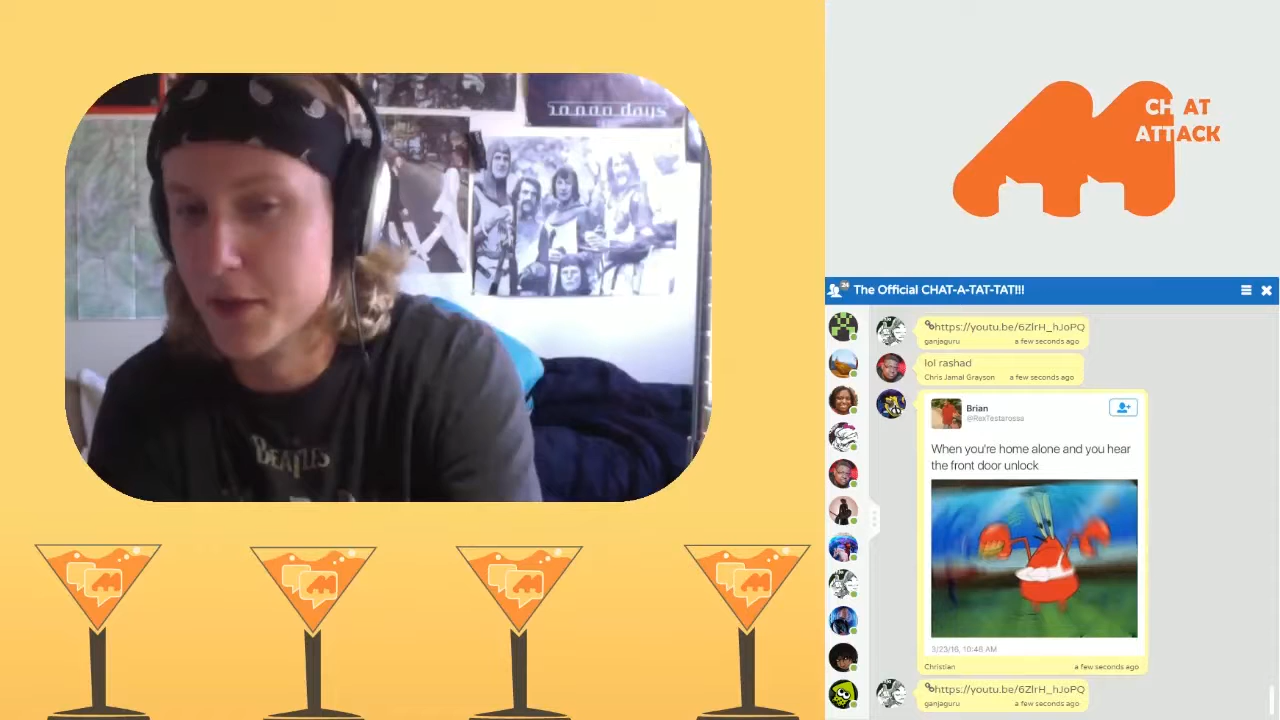 10,000 days
BEATLES
CHAT
ATTACK
24
The Official CHAT-A-TAT-TAT!!!
https://youtu.be/6ZlrH_hJoPQ
ganjaguru a few seconds ago
lol rashad
Chris Jamal Grayson a few seconds ago
Brian
@RexTestarossa
When you're home alone and you hear
the front door unlock
3/23/16, 10:48 AM
Christian a few seconds ago
https://youtu.be/6ZlrH_hJoPQ
ganjaguru a few seconds ago